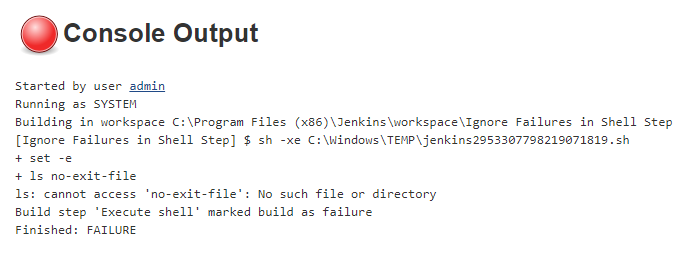 Console Output
Started by user admin
Running as SYSTEM
Building in workspace C:\Program Files (x86)\Jenkins\workspace\Ignore Failures in Shell Step
[Ignore Failures in Shell Step] $ sh -xe C:\Windows\TEMP\jenkins2953307798219071819.sh
+ set -e
+ ls no-exit-file
ls: cannot access 'no-exit-file': No such file or directory
Build step 'Execute shell' marked build as failure
Finished: FAILURE